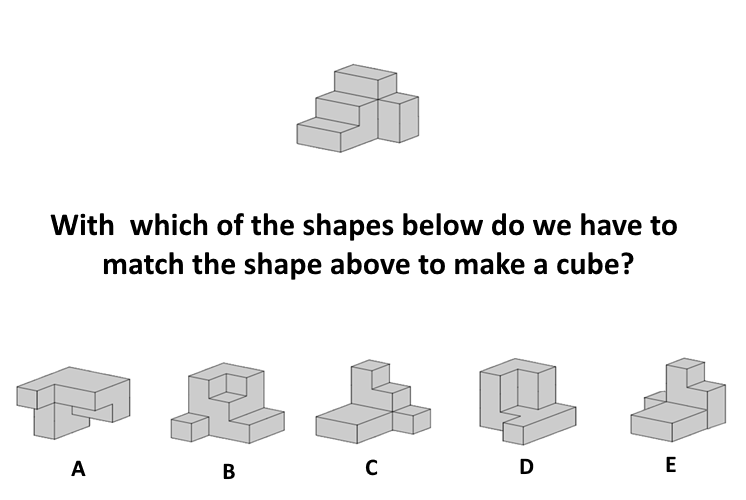 With which of the shapes below do we have to
match the shape above to make a cube?
A
B
C
D
E